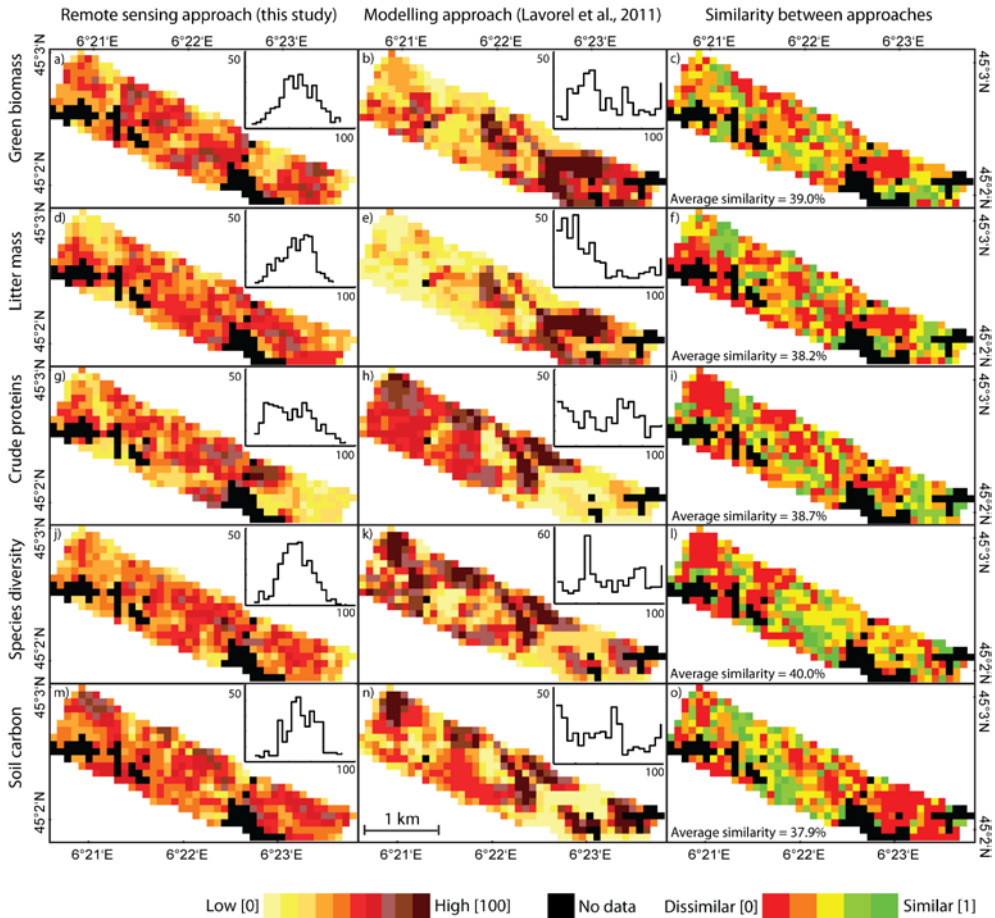 Remote sensing approach (this study)
Modelling approach (Lavorel et al., 2011)
Similarity between approaches
6°21'E 6°22'E 6°23'E
6°21'E 6°22'E 6°23'E
6°21'E 6°22'E 6°23'E
Green biomass
45°3'N
45°2'N
a)
50
100
b)
50
100
c)
Average similarity = 39.0%
45°3'N
45°2'N
Litter mass
45°3'N
45°2'N
d)
50
100
e)
50
100
f)
Average similarity = 38.2%
45°3'N
45°2'N
Crude proteins
45°3'N
45°2'N
g)
50
100
h)
50
100
i)
Average similarity = 38.7%
45°3'N
45°2'N
Species diversity
45°3'N
45°2'N
j)
50
100
k)
60
100
l)
Average similarity = 40.0%
45°3'N
45°2'N
Soil carbon
45°3'N
45°2'N
m)
50
100
n)
50
100
1 km
o)
Average similarity = 37.9%
45°3'N
45°2'N
6°21'E 6°22'E 6°23'E
6°21'E 6°22'E 6°23'E
6°21'E 6°22'E 6°23'E
Low [0] High [100] No data Dissimilar [0] Similar [1]